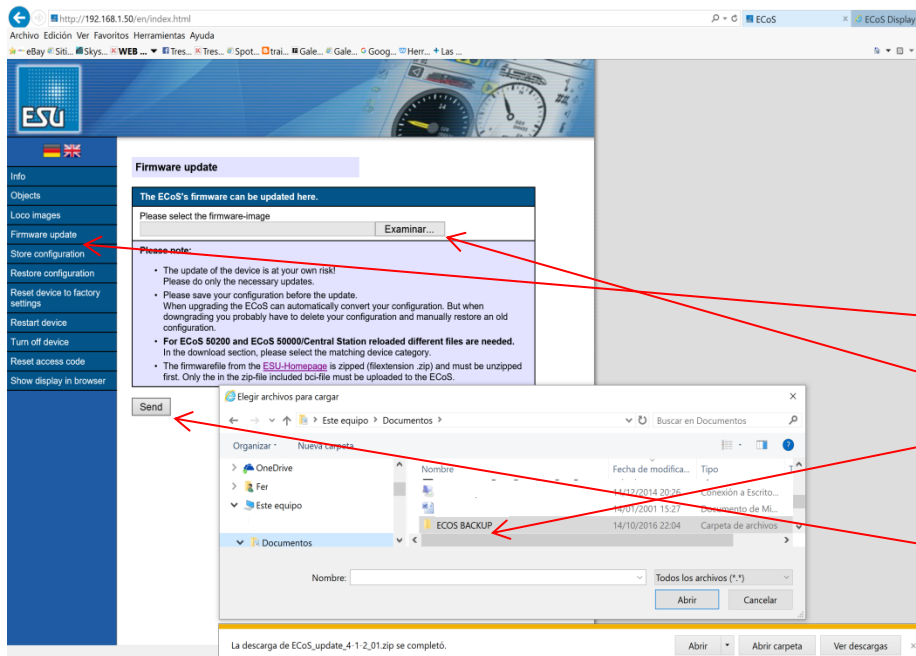 http://192.168.1.50/en/index.html
ECoS
ECoS Display
Archivo Edición Ver Favoritos Herramientas Ayuda
eBay Siti... Skys... WEB ... Tres... Tres... Spot... trai... Gale... Gale... Goog... Herr... Las ...
ESU
Info
Objects
Loco images
Firmware update
Store configuration
Restore configuration
Reset device to factory
settings
Restart device
Turn off device
Reset access code
Show display in browser
Firmware update
The ECoS's firmware can be updated here.
Please select the firmware-image
Examinar...
Please note:
• The update of the device is at your own risk!
Please do only the necessary updates.
• Please save your configuration before the update.
When upgrading the ECoS can automatically convert your configuration. But when
downgrading you probably have to delete your configuration and manually restore an old
configuration.
• For ECoS 50200 and ECoS 50000/Central Station reloaded different files are needed.
In the download section, please select the matching device category.
• The firmwarefile from the ESU-Homepage is zipped (filextension .zip) and must be unzipped
first. Only the in the zip-file included bci-file must be uploaded to the ECoS.
Send
Elegir archivos para cargar
Este equipo > Documentos >
Buscar en Documentos
Organizar
Nueva carpeta
OneDrive
Fer
Este equipo
Documentos
Nombre
Fecha de modifica...
Tipo
14/12/2014 20:26
Conexión a Escrito...
14/01/2001 15:27
Documento de Mi...
ECOS BACKUP
14/10/2016 22:04
Carpeta de archivos
Nombre:
Todos los archivos (*.*)
Abrir
Cancelar
La descarga de ECoS_update_4-1-2_01.zip se completó.
Abrir
Abrir carpeta
Ver descargas